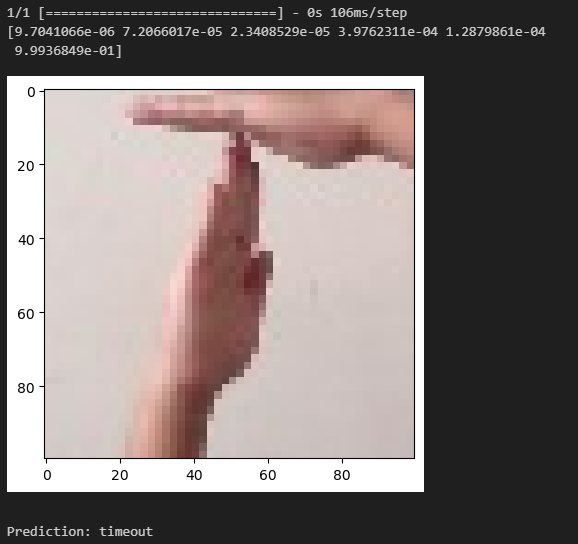 1/1 [==============================] - 0s 106ms/step
[9.7041066e-06 7.2066017e-05 2.3408529e-05 3.9762311e-04 1.2879861e-04
9.9936849e-01]
0
20
40
60
80
0 20 40 60 80
Prediction: timeout